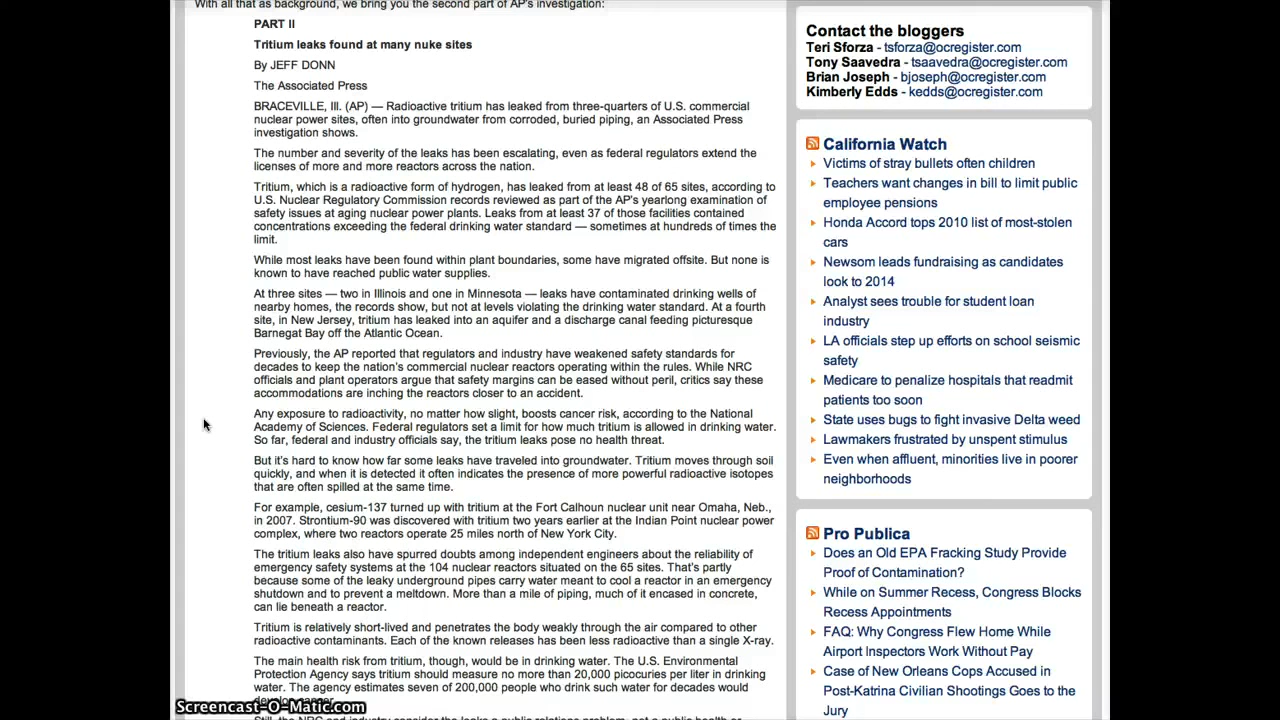 With all that as background, we bring you the second part of AP's investigation:
PART II
Tritium leaks found at many nuke sites
By JEFF DONN
The Associated Press
BRACEVILLE, Ill. (AP) — Radioactive tritium has leaked from three-quarters of U.S. commercial
nuclear power sites, often into groundwater from corroded, buried piping, an Associated Press
investigation shows.
The number and severity of the leaks has been escalating, even as federal regulators extend the
licenses of more and more reactors across the nation.
Tritium, which is a radioactive form of hydrogen, has leaked from at least 48 of 65 sites, according to
U.S. Nuclear Regulatory Commission records reviewed as part of the AP's yearlong examination of
safety issues at aging nuclear power plants. Leaks from at least 37 of those facilities contained
concentrations exceeding the federal drinking water standard — sometimes at hundreds of times the
limit.
While most leaks have been found within plant boundaries, some have migrated offsite. But none is
known to have reached public water supplies.
At three sites — two in Illinois and one in Minnesota — leaks have contaminated drinking wells of
nearby homes, the records show, but not at levels violating the drinking water standard. At a fourth
site, in New Jersey, tritium has leaked into an aquifer and a discharge canal feeding picturesque
Barnegat Bay off the Atlantic Ocean.
Previously, the AP reported that regulators and industry have weakened safety standards for
decades to keep the nation's commercial nuclear reactors operating within the rules. While NRC
officials and plant operators argue that safety margins can be eased without peril, critics say these
accommodations are inching the reactors closer to an accident.
Any exposure to radioactivity, no matter how slight, boosts cancer risk, according to the National
Academy of Sciences. Federal regulators set a limit for how much tritium is allowed in drinking water.
So far, federal and industry officials say, the tritium leaks pose no health threat.
But it's hard to know how far some leaks have traveled into groundwater. Tritium moves through soil
quickly, and when it is detected it often indicates the presence of more powerful radioactive isotopes
that are often spilled at the same time.
For example, cesium-137 turned up with tritium at the Fort Calhoun nuclear unit near Omaha, Neb.,
in 2007. Strontium-90 was discovered with tritium two years earlier at the Indian Point nuclear power
complex, where two reactors operate 25 miles north of New York City.
The tritium leaks also have spurred doubts among independent engineers about the reliability of
emergency safety systems at the 104 nuclear reactors situated on the 65 sites. That's partly
because some of the leaky underground pipes carry water meant to cool a reactor in an emergency
shutdown and to prevent a meltdown. More than a mile of piping, much of it encased in concrete,
can lie beneath a reactor.
Tritium is relatively short-lived and penetrates the body weakly through the air compared to other
radioactive contaminants. Each of the known releases has been less radioactive than a single X-ray.
The main health risk from tritium, though, would be in drinking water. The U.S. Environmental
Protection Agency says tritium should measure no more than 20,000 picocuries per liter in drinking
water. The agency estimates seven of 200,000 people who drink such water for decades would
Screencast-O-Matic.com
Contact the bloggers
Teri Sforza - tsforza@ocregister.com
Tony Saavedra - tsaavedra@ocregister.com
Brian Joseph - bjoseph@ocregister.com
Kimberly Edds - kedds@ocregister.com
California Watch
Victims of stray bullets often children
Teachers want changes in bill to limit public
employee pensions
Honda Accord tops 2010 list of most-stolen
cars
Newsom leads fundraising as candidates
look to 2014
Analyst sees trouble for student loan
industry
LA officials step up efforts on school seismic
safety
Medicare to penalize hospitals that readmit
patients too soon
State uses bugs to fight invasive Delta weed
Lawmakers frustrated by unspent stimulus
Even when affluent, minorities live in poorer
neighborhoods
Pro Publica
Does an Old EPA Fracking Study Provide
Proof of Contamination?
While on Summer Recess, Congress Blocks
Recess Appointments
FAQ: Why Congress Flew Home While
Airport Inspectors Work Without Pay
Case of New Orleans Cops Accused in
Post-Katrina Civilian Shootings Goes to the
Jury